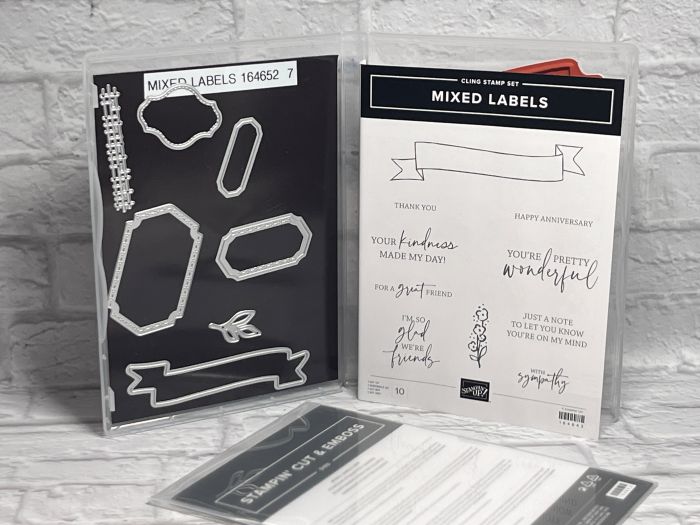 MIXED LABELS 164652 7
CLING STAMP SET
MIXED LABELS
THANK YOU
HAPPY ANNIVERSARY
YOUR kindness
MADE MY DAY!
YOU'RE PRETTY
wonderful
FOR A great FRIEND
I'M SO
glad
WE'RE
friends
JUST A NOTE
TO LET YOU KNOW
YOU'RE ON MY MIND
WITH
sympathy
10
STAMPIN' UP!
STAMPIN' CUT & EMBOSS